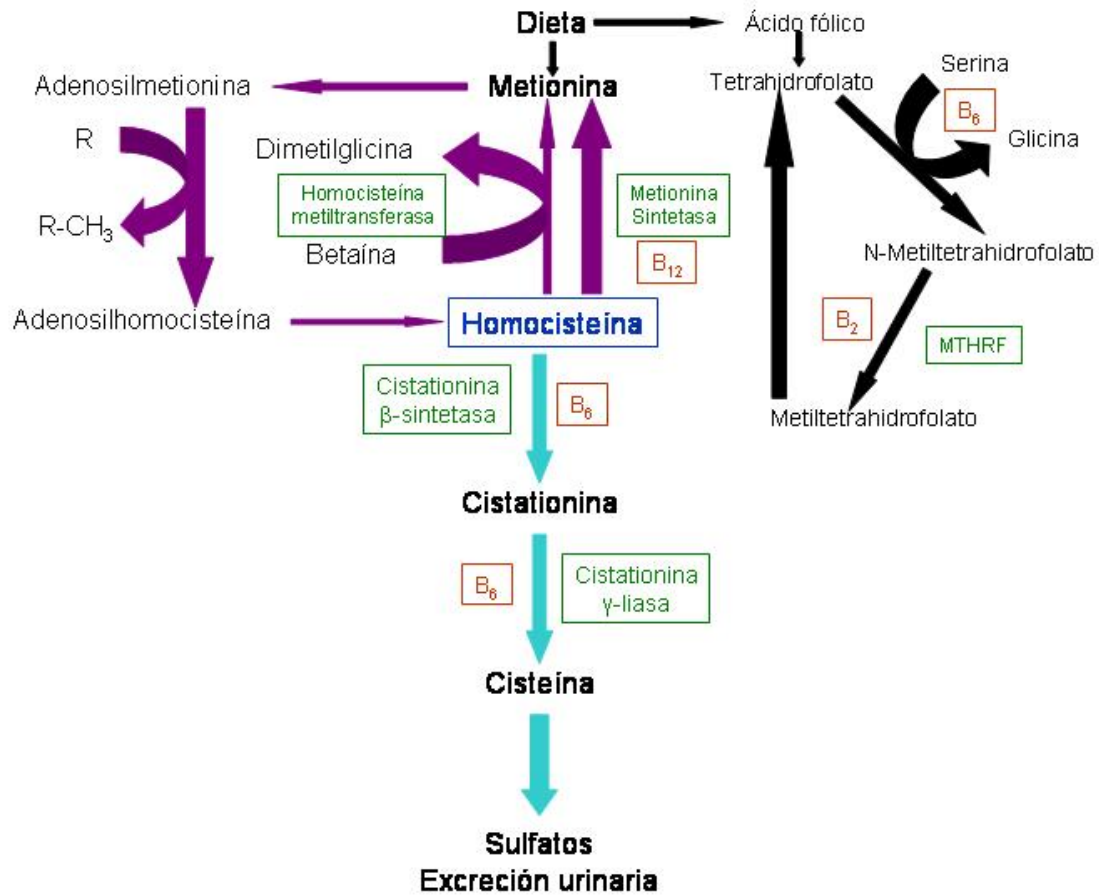 Dieta
Ácido fólico
Adenosilmetionina
Metionina
Tetrahidrofolato
Serina
B6
Glicina
R
R-CH3
Dimetilglicina
Homocisteína
metiltransferasa
Betaína
Metionina
Sintetasa
B12
N-Metiltetrahidrofolato
B2
MTHRF
Metiltetrahidrofolato
Adenosilhomocisteína
Homocisteína
Cistationina
β-sintetasa
B6
Cistationina
B6
Cistationina
γ-liasa
Cisteína
Sulfatos
Excreción urinaria